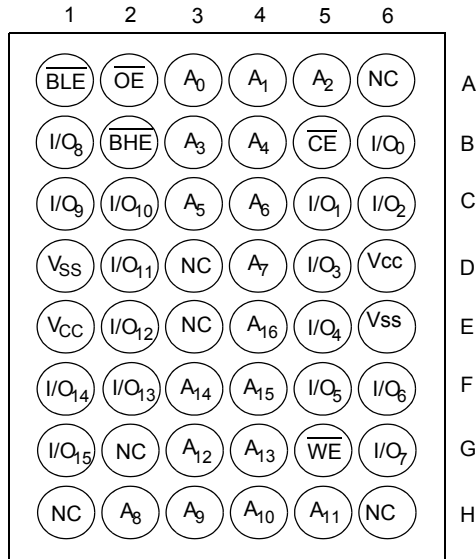 1 2 3 4 5 6
BLE OE A0 A1 A2 NC A
I/O8 BHE A3 A4 CE I/O0 B
I/O9 I/O10 A5 A6 I/O1 I/O2 C
VSS I/O11 NC A7 I/O3 Vcc D
VCC I/O12 NC A16 I/O4 Vss E
I/O14 I/O13 A14 A15 I/O5 I/O6 F
I/O15 NC A12 A13 WE I/O7 G
NC A8 A9 A10 A11 NC H